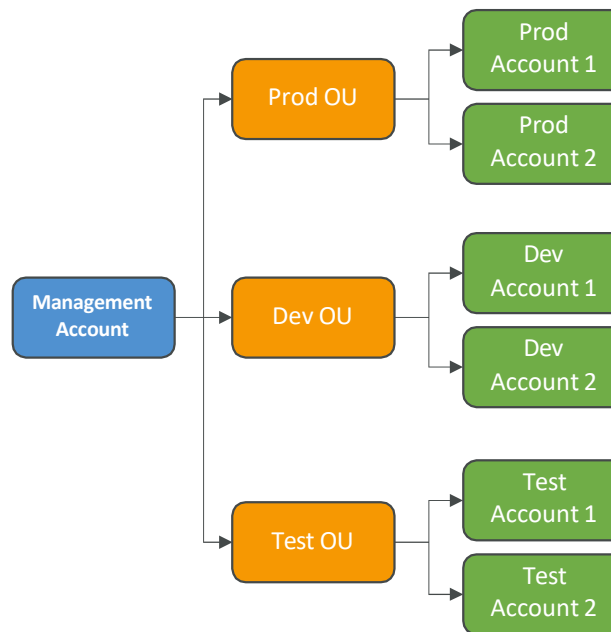 Prod
Account 1
Prod OU
Prod
Account 2
Dev
Account 1
Management
Account
Dev OU
Dev
Account 2
Test
Account 1
Test OU
Test
Account 2